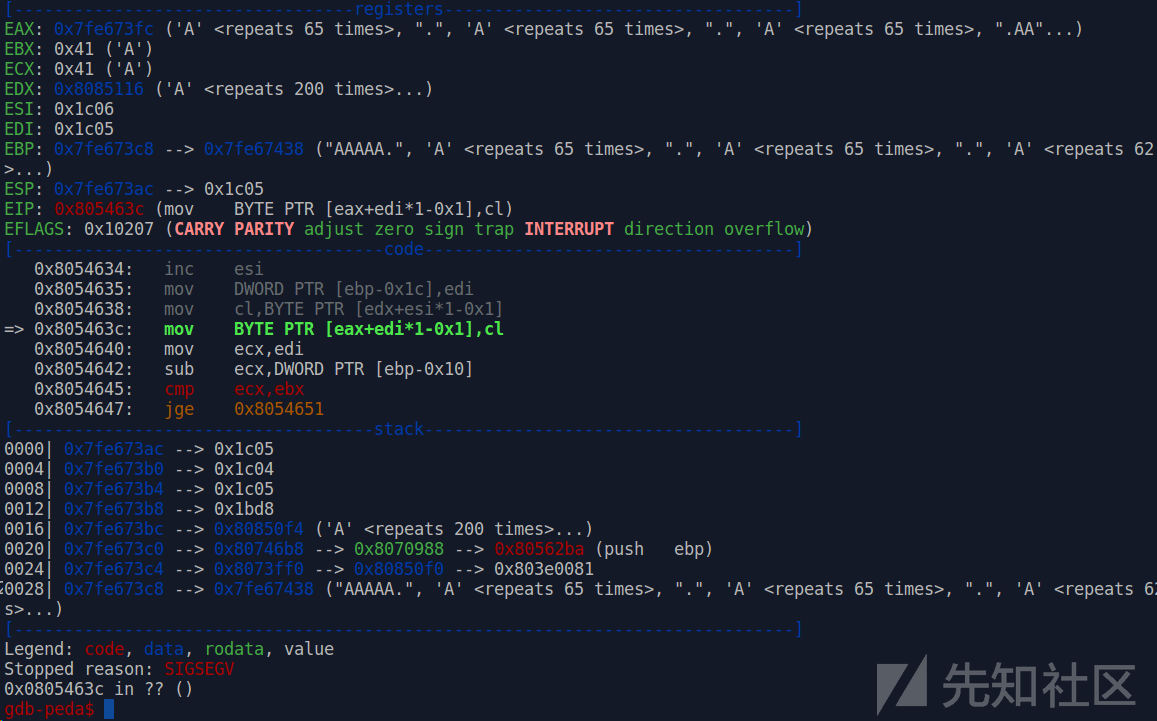 [----------------------------------registers-----------------------------------]
EAX: 0x7fe673fc ('A' <repeats 65 times>, ".", 'A' <repeats 65 times>, ".", 'A' <repeats 65 times>, ".AA"...)
EBX: 0x41 ('A')
ECX: 0x41 ('A')
EDX: 0x8085116 ('A' <repeats 200 times>...)
ESI: 0x1c06
EDI: 0x1c05
EBP: 0x7fe673c8 --> 0x7fe67438 ("AAAAA.", 'A' <repeats 65 times>, ".", 'A' <repeats 65 times>, ".", 'A' <repeats 62
>...)
ESP: 0x7fe673ac --> 0x1c05
EIP: 0x805463c (mov    BYTE PTR [eax+edi*1-0x1],cl)
EFLAGS: 0x10207 (CARRY PARITY adjust zero sign trap INTERRUPT direction overflow)
[-------------------------------------code-------------------------------------]
   0x8054634:   inc    esi
   0x8054635:   mov    DWORD PTR [ebp-0x1c],edi
   0x8054638:   mov    cl,BYTE PTR [edx+esi*1-0x1]
=> 0x805463c:   mov    BYTE PTR [eax+edi*1-0x1],cl
   0x8054640:   mov    ecx,edi
   0x8054642:   sub    ecx,DWORD PTR [ebp-0x10]
   0x8054645:   cmp    ecx,ebx
   0x8054647:   jge    0x8054651
[------------------------------------stack-------------------------------------]
0000| 0x7fe673ac --> 0x1c05
0004| 0x7fe673b0 --> 0x1c04
0008| 0x7fe673b4 --> 0x1c05
0012| 0x7fe673b8 --> 0x1bd8
0016| 0x7fe673bc --> 0x80850f4 ('A' <repeats 200 times>...)
0020| 0x7fe673c0 --> 0x80746b8 --> 0x8070988 --> 0x80562ba (push   ebp)
0024| 0x7fe673c4 --> 0x8073ff0 --> 0x80850f0 --> 0x803e0081
0028| 0x7fe673c8 --> 0x7fe67438 ("AAAAA.", 'A' <repeats 65 times>, ".", 'A' <repeats 65 times>, ".", 'A' <repeats 62
s>...)
[------------------------------------------------------------------------------]
Legend: code, data, rodata, value
Stopped reason: SIGSEGV
0x0805463c in ?? ()
gdb-peda$
先知社区